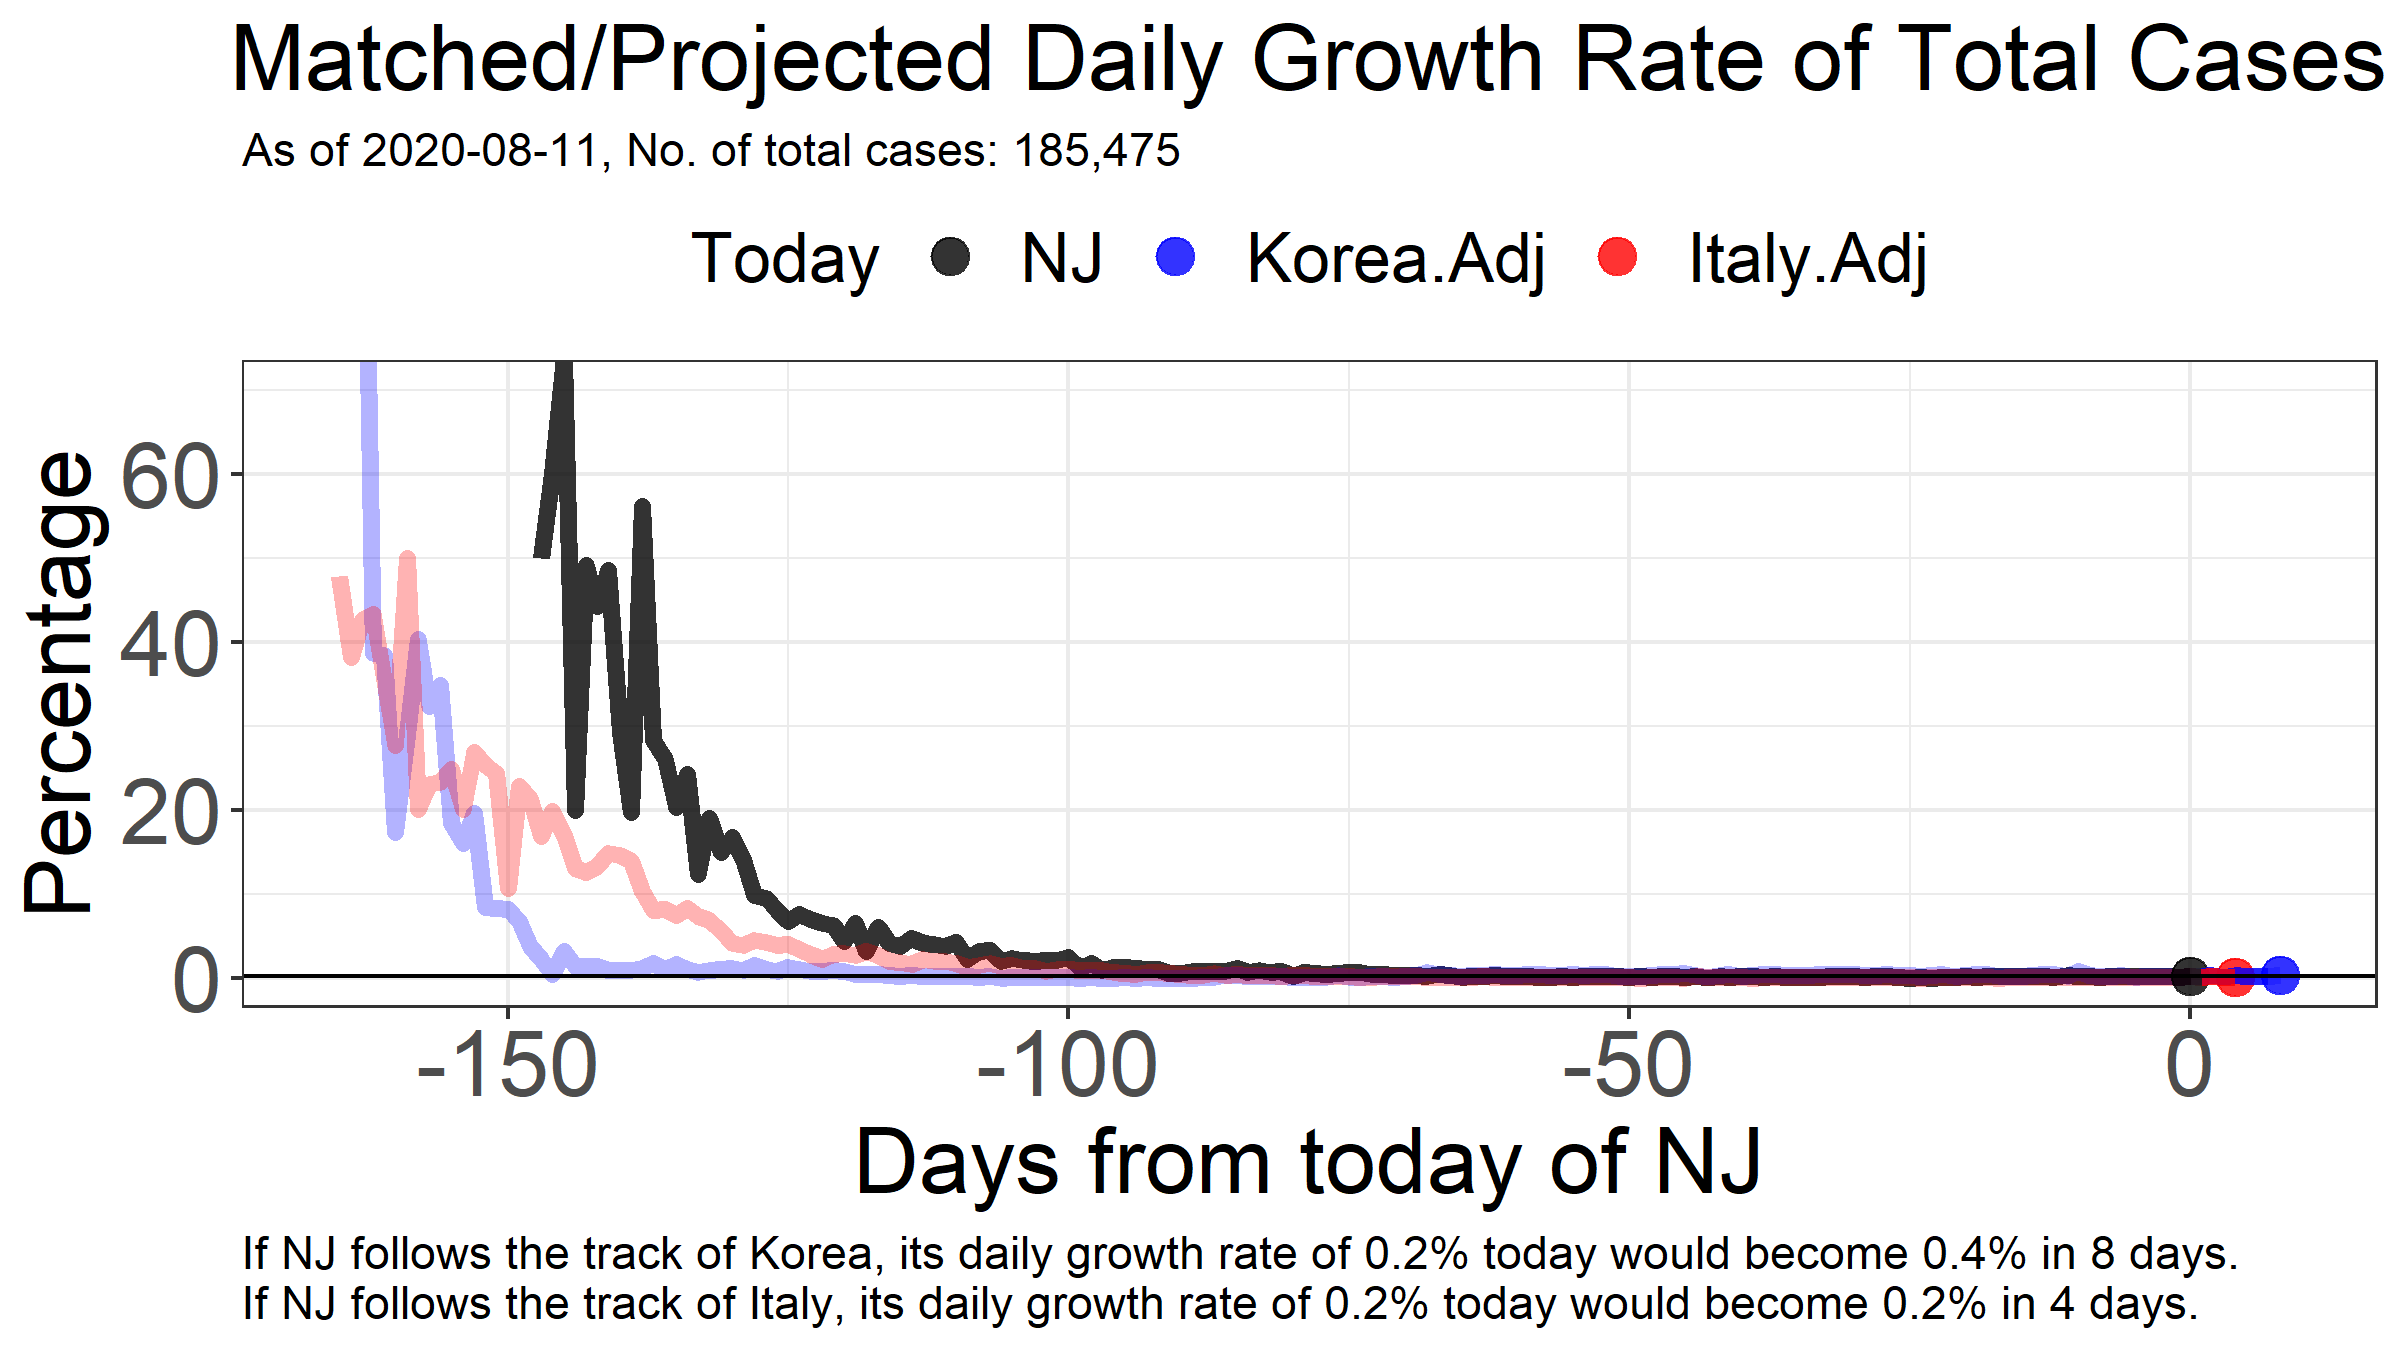 Matched/Projected Daily Growth Rate of Total Cases
As of 2020-08-11, No. of total cases: 185,475
Today NJ Korea.Adj Italy.Adj
Percentage
60
40
20
0
-150 -100 -50 0
Days from today of NJ
If NJ follows the track of Korea, its daily growth rate of 0.2% today would become 0.4% in 8 days.
If NJ follows the track of Italy, its daily growth rate of 0.2% today would become 0.2% in 4 days.